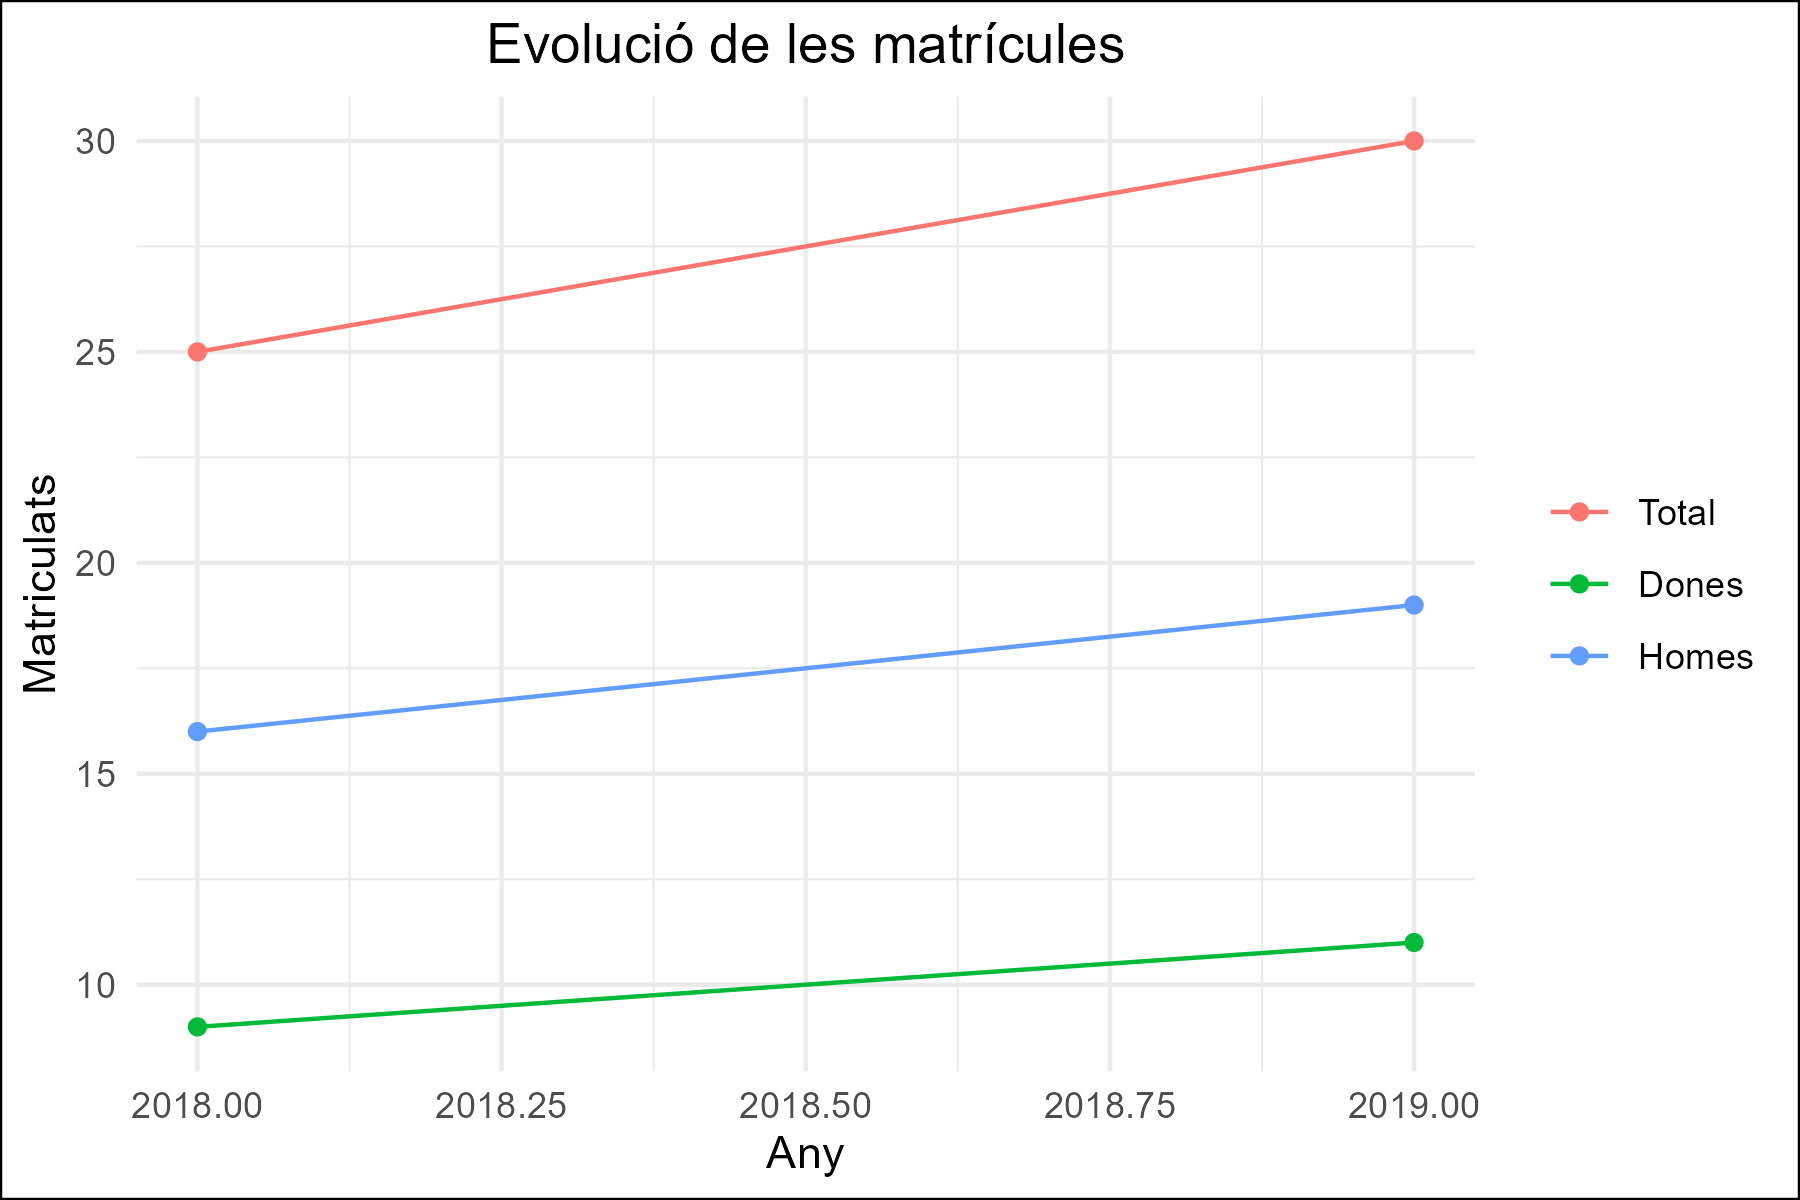 Evolució de les matrícules
30
25
20
15
10
Matriculats
2018.00 2018.25 2018.50 2018.75 2019.00
Any
Total
Dones
Homes